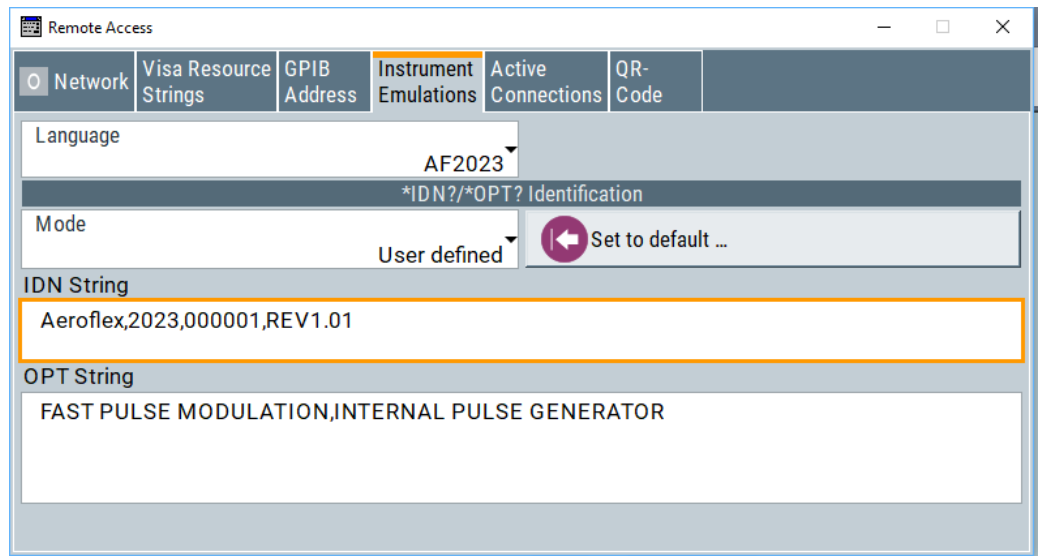 Remote Access
O Network
Visa Resource
Strings
GPIB
Address
Instrument
Emulations
Active
Connections
QR-
Code
Language
AF2023
*IDN?/*OPT? Identification
Mode
User defined
Set to default ...
IDN String
Aeroflex,2023,000001,REV1.01
OPT String
FAST PULSE MODULATION,INTERNAL PULSE GENERATOR